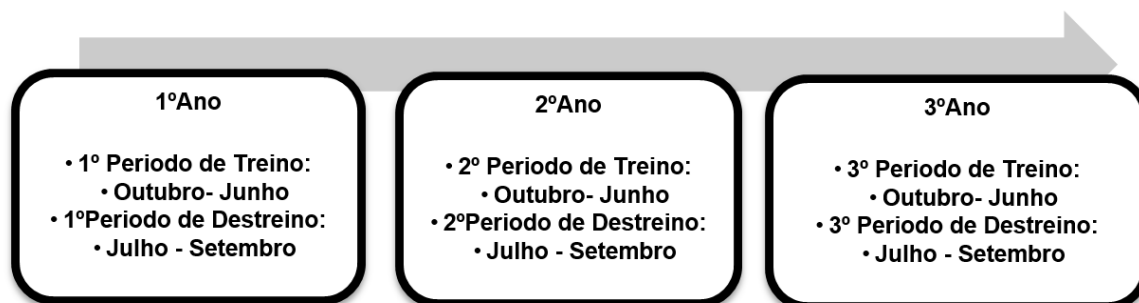 1ºAno
• 1º Periodo de Treino:
• Outubro- Junho
• 1ºPeriodo de Destreino:
• Julho - Setembro
2ºAno
• 2º Periodo de Treino:
• Outubro- Junho
• 2ºPeriodo de Destreino:
• Julho - Setembro
3ºAno
• 3º Periodo de Treino:
• Outubro- Junho
• 3º Periodo de Destreino:
• Julho - Setembro